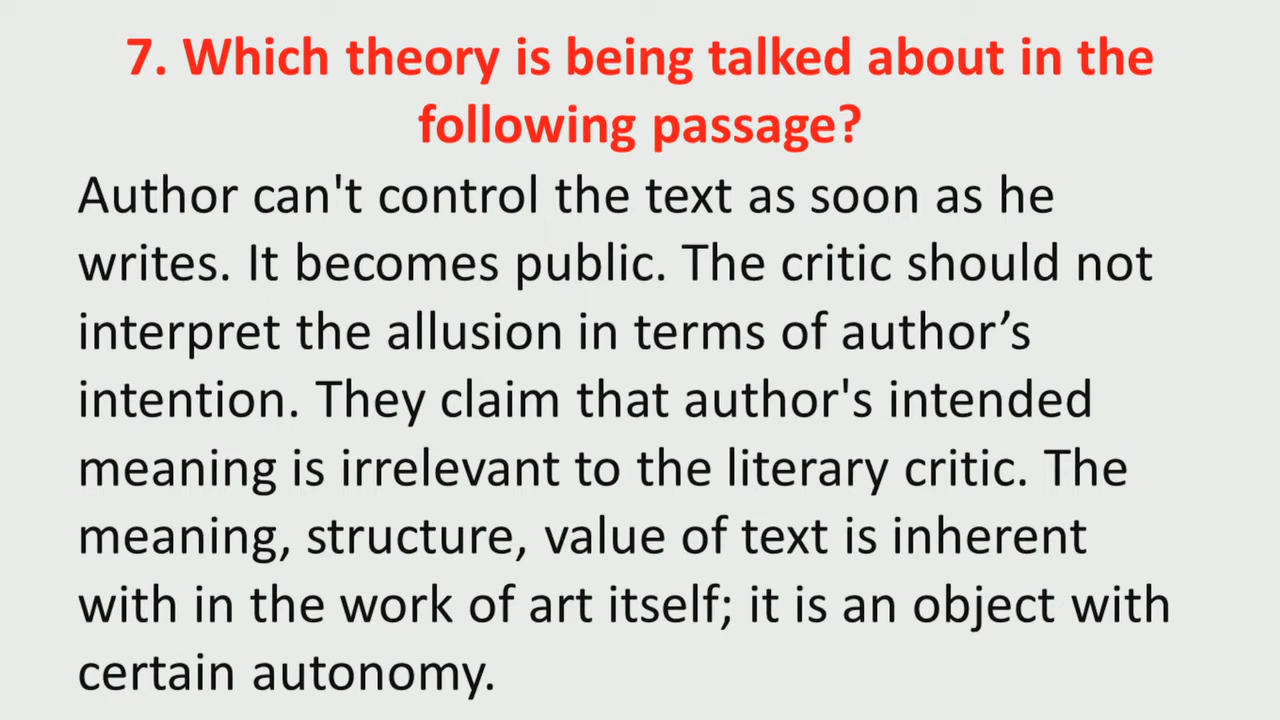 7. Which theory is being talked about in the
following passage?
Author can't control the text as soon as he
writes. It becomes public. The critic should not
interpret the allusion in terms of author’s
intention. They claim that author's intended
meaning is irrelevant to the literary critic. The
meaning, structure, value of text is inherent
with in the work of art itself; it is an object with
certain autonomy.